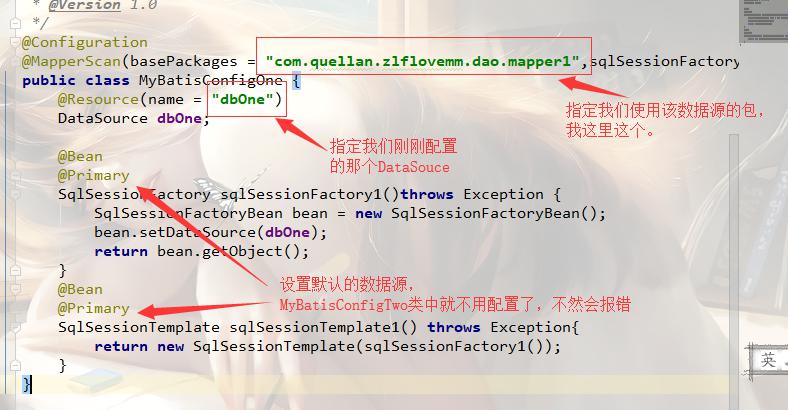 * @Version 1.0
*/
@Configuration
@MapperScan(basePackages = "com.quellan.zlflovemm.dao.mapper1",sqlSessionFactory
public class MyBatisConfigOne {
@Resource(name = "dbOne")
DataSource dbOne;
指定我们使用该数据源的包，
我这里这个。
指定我们刚刚配置
的那个DataSouce
@Bean
@Primary
SqlSessionFactory sqlSessionFactory1()throws Exception {
SqlSessionFactoryBean bean = new SqlSessionFactoryBean();
bean.setDataSource(dbOne);
return bean.getObject();
}
设置默认的数据源，
MyBatisConfigTwo类中就不用配置了，不然会报错
@Bean
@Primary
SqlSessionTemplate sqlSessionTemplate1() throws Exception{
return new SqlSessionTemplate(sqlSessionFactory1());
}
}
英